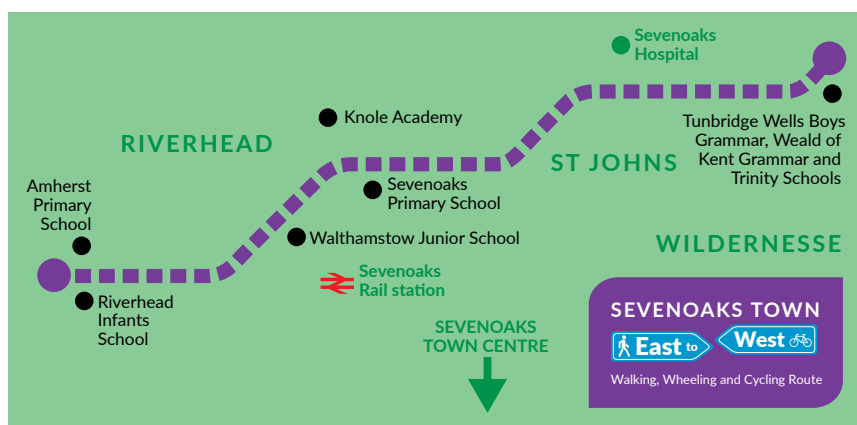 Sevenoaks
Hospital
Knole Academy
RIVERHEAD
Tunbridge Wells Boys
Grammar, Weald of
Kent Grammar and
Trinity Schools
ST JOHNS
Amherst
Primary
School
Sevenoaks
Primary School
Walthamstow Junior School
WILDERNESSE
Sevenoaks
Rail station
Riverhead
Infants
School
SEVENOAKS
TOWN CENTRE
SEVENOAKS TOWN
East to West
Walking, Wheeling and Cycling Route